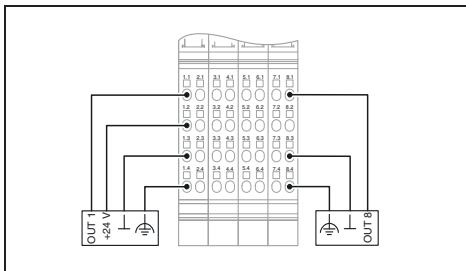 1.1 2.1 3.1 4.1 5.1 6.1 7.1 8.1
1.2 2.2 3.2 4.2 5.2 6.2 7.2 8.2
1.3 2.3 3.3 4.3 5.3 6.3 7.3 8.3
1.4 2.4 3.4 4.4 5.4 6.4 7.4 8.4
OUT 1
+24 V
OUT 8